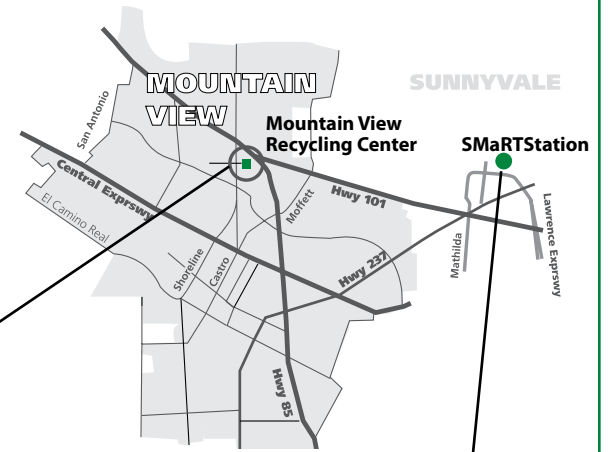 MOUNTAIN
VIEW
SUNNYVALE
Mountain View
Recycling Center
SMaRTStation
San Antonio
Central Exprswy
El Camino Real
Shoreline
Castro
Moffett
Hwy 101
Hwy 237
Hwy 85
Mathilda
Lawrence Exprswy